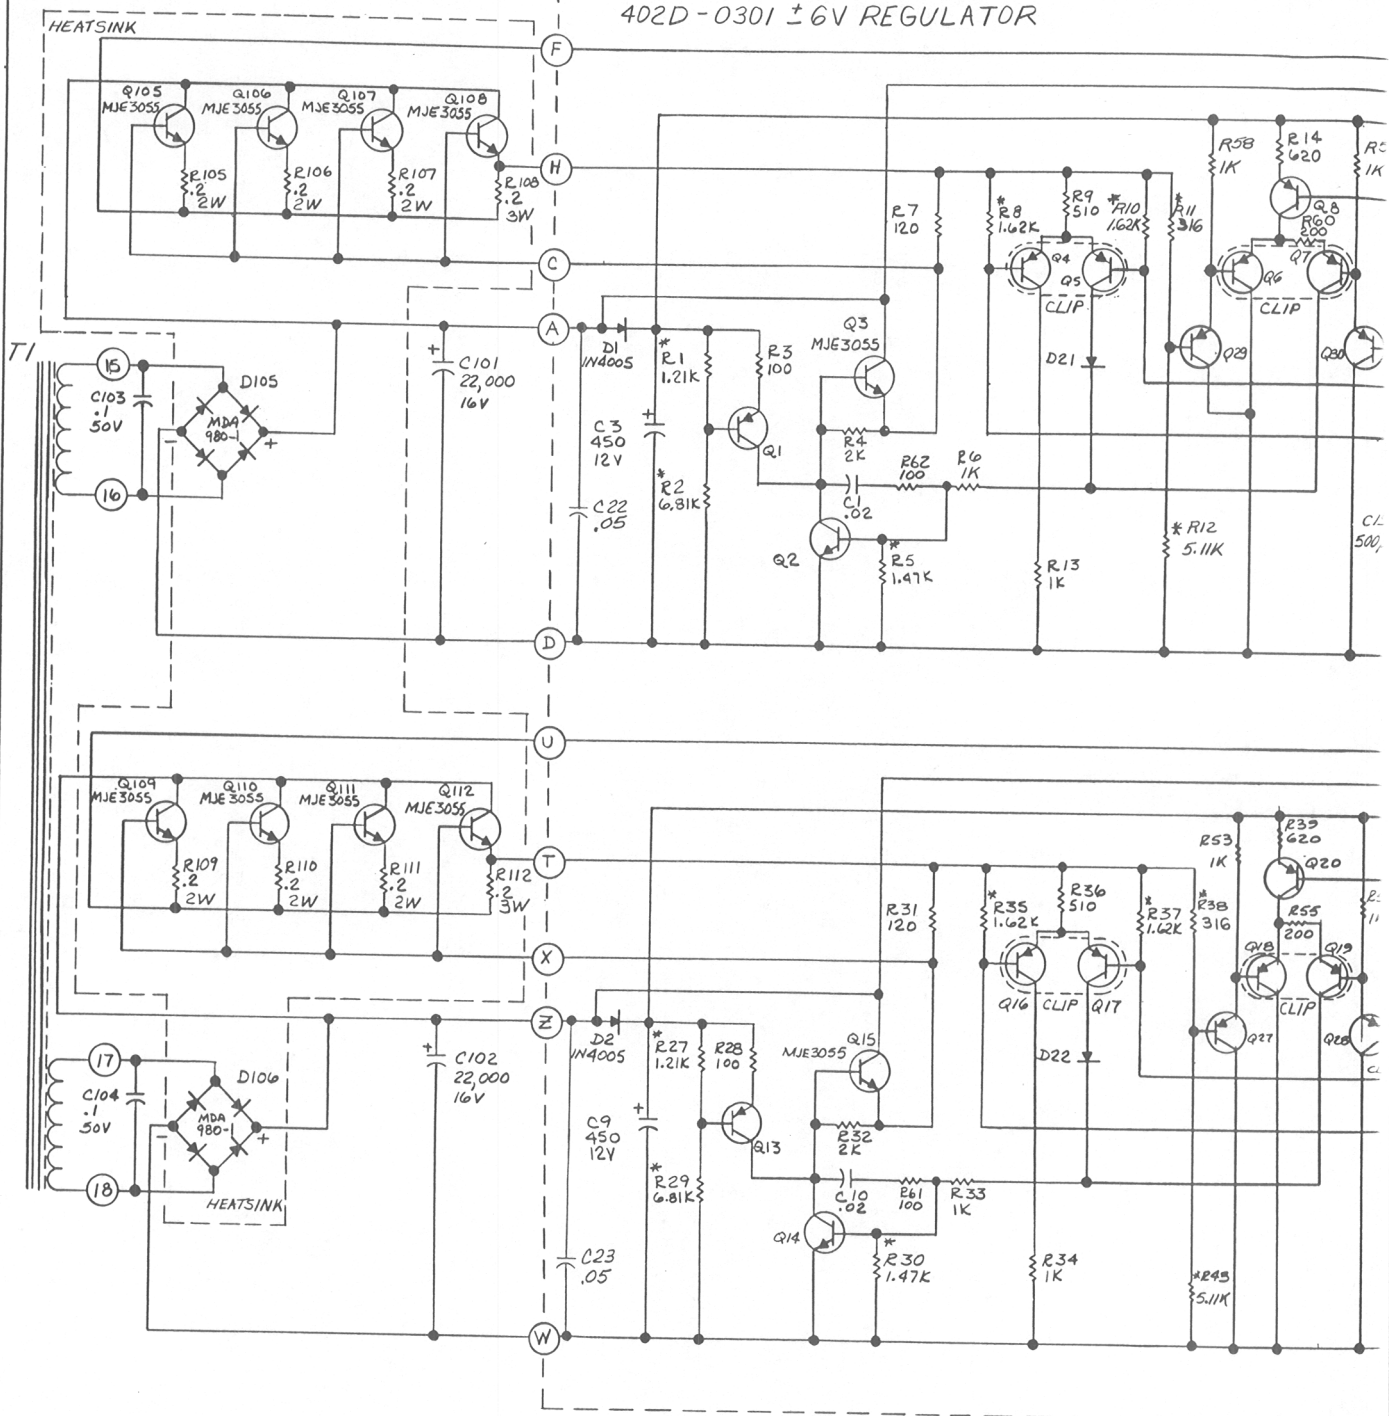 402D-0301 ±6V REGULATOR
HEATSINK
F
Q105
MJE3055
Q106
MJE3055
Q107
MJE3055
Q108
MJE3055
R105
.2
2W
R106
.2
2W
R107
.2
2W
R108
.2
3W
H
C
A
R7
120
*
R8
1.62K
R9
510
*
R10
1.62K
*
R11
316
R58
1K
R14
620
1K
Q8
R60
200
Q4
Q5
CLIP
Q6
Q7
CLIP
T1
15
C103
.1
50V
16
D105
MDA
980-1
-
+
+
C101
22,000
16V
D1
IN4005
*
R1
1.21K
R3
100
Q3
MJE3055
D21
Q29
Q30
+
C3
450
12V
Q1
R4
2K
*
R2
6.81K
C1
.02
R62
100
R6
1K
C22
.05
Q2
*
R5
1.47K
R13
1K
* R12
5.11K
500,
D
U
Q109
MJE3055
Q110
MJE3055
Q111
MJE3055
Q112
MJE3055
R109
.2
2W
R110
.2
2W
R111
.2
2W
R112
.2
3W
T
X
Z
R31
120
*
R35
1.62K
R36
510
*
R37
1.62K
*
R38
316
R53
1K
R39
620
Q20
R55
200
Q16
CLIP
Q17
Q18
Q19
CLIP
17
C104
.1
50V
18
D106
MDA
980-1
-
+
HEATSINK
+
C102
22,000
16V
D2
IN4005
*
R27
1.21K
R28
100
Q15
MJE3055
D22
Q27
Q28
+
C9
450
12V
Q13
R32
2K
*
R29
6.81K
C10
.02
R61
100
R33
1K
Q14
*
R30
1.47K
C23
.05
R34
1K
5.11K
W